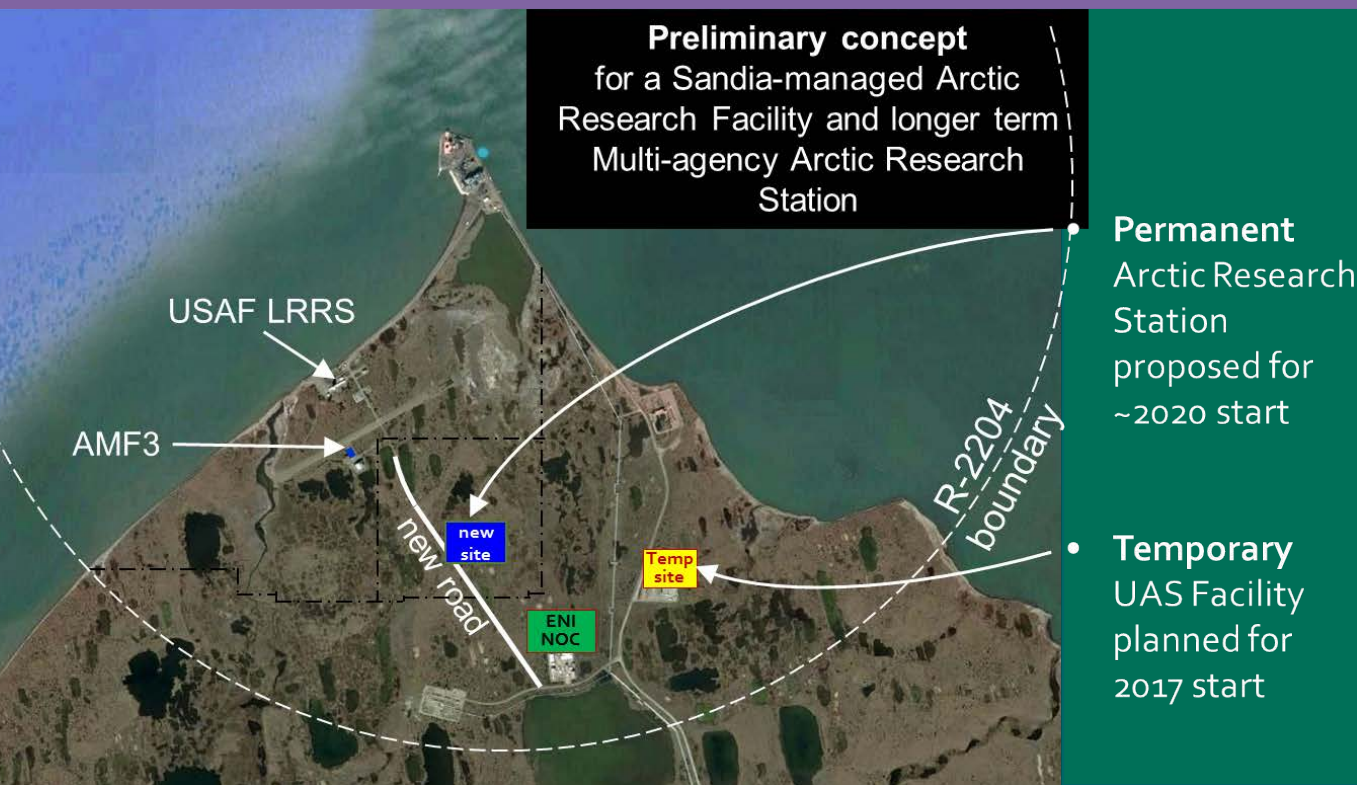 Preliminary concept
for a Sandia-managed Arctic
Research Facility and longer term
Multi-agency Arctic Research
Station
USAF LRRS
AMF3
new road
new
site
Temp
site
ENI
NOC
R-2204
boundary
• Permanent
Arctic Research
Station
proposed for
~2020 start
• Temporary
UAS Facility
planned for
2017 start